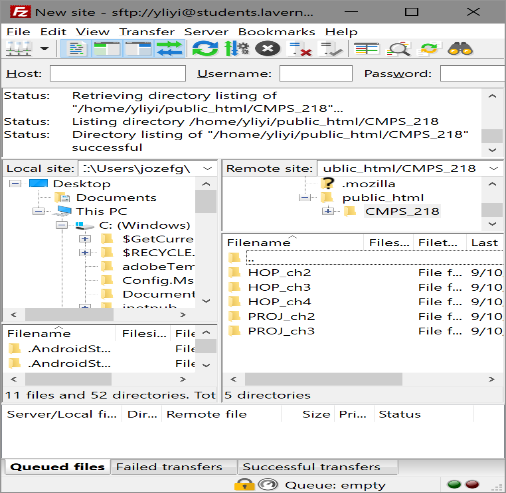 Fz New site - sftp://yliyi@students.lavern...
File Edit View Transfer Server Bookmarks Help
Host: Username: Password:
Status: Retrieving directory listing of
"/home/yliyi/public_html/CMPS_218"...
Status: Listing directory /home/yliyi/public_html/CMPS_218
Status: Directory listing of "/home/yliyi/public_html/CMPS_218"
successful
Local site: :\Users\jozefg\
Desktop
Documents
This PC
C: (Windows)
$GetCurre
$RECYCLE.
adobeTem
Config.Ms
Document
inetpub
Remote site: ublic_html/CMPS_218
.mozilla
public_html
CMPS_218
Filename Filesi... File
.AndroidSt... File
.AndroidSt... File
11 files and 52 directories. Tot
Filename Files... Filet... Last
..
HOP_ch2 File f... 9/10,
HOP_ch3 File f... 9/10,
HOP_ch4 File f... 9/10,
PROJ_ch2 File f... 9/10,
PROJ_ch3 File f... 9/10,
5 directories
Server/Local fi... Dir... Remote file Size Pri... Status
Queued files Failed transfers Successful transfers
Queue: empty